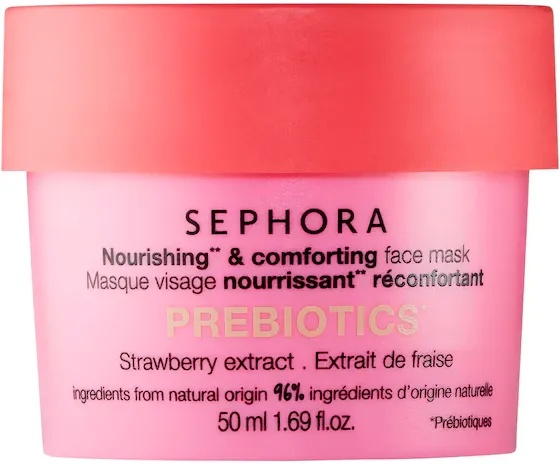 SEPHORA
Nourishing** & comforting face mask
Masque visage nourrissant** réconfortant
PREBIOTICS*
Strawberry extract . Extrait de fraise
ingredients from natural origin 96% ingrédients d'origine naturelle
50 ml 1.69 fl.oz.
*Prébiotiques